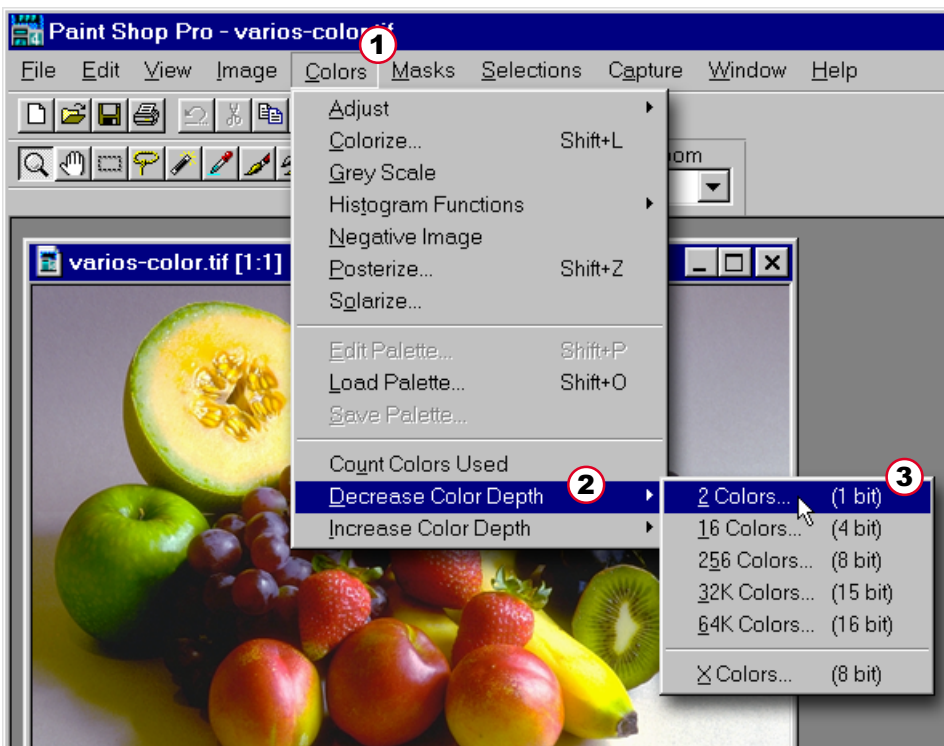 Paint Shop Pro - varios-color.tif
1
File Edit View Image Colors Masks Selections Capture Window Help
Adjust
Colorize... Shift+L
Grey Scale
Histogram Functions
Negative Image
Posterize... Shift+Z
Solarize...
Edit Palette... Shift+P
Load Palette... Shift+O
Save Palette...
Count Colors Used
Decrease Color Depth 2
Increase Color Depth
varios-color.tif [1:1]
3
2 Colors... (1 bit)
16 Colors... (4 bit)
256 Colors... (8 bit)
32K Colors... (15 bit)
64K Colors... (16 bit)
X Colors... (8 bit)